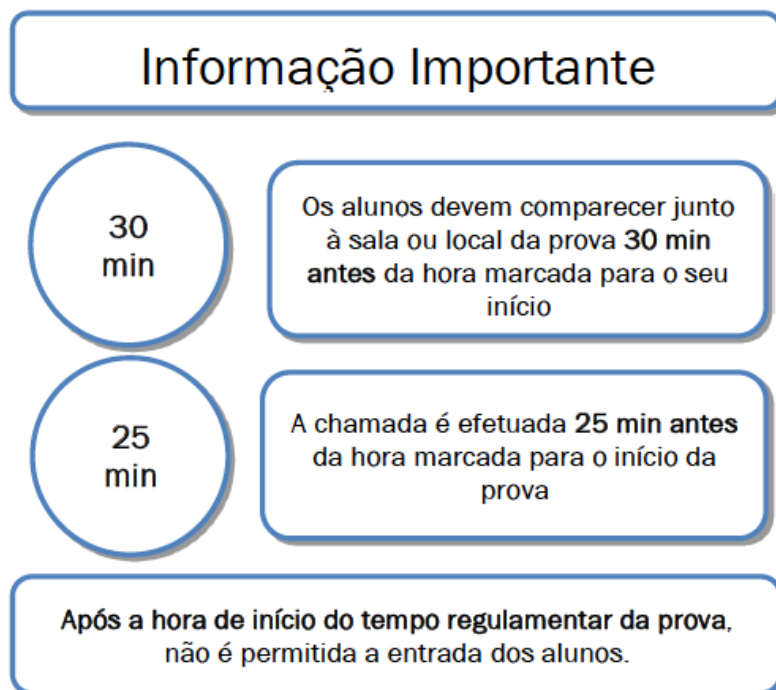 Informação Importante
30
min
Os alunos devem comparecer junto
à sala ou local da prova 30 min
antes da hora marcada para o seu
início
25
min
A chamada é efetuada 25 min antes
da hora marcada para o início da
prova
Após a hora de início do tempo regulamentar da prova,
não é permitida a entrada dos alunos.